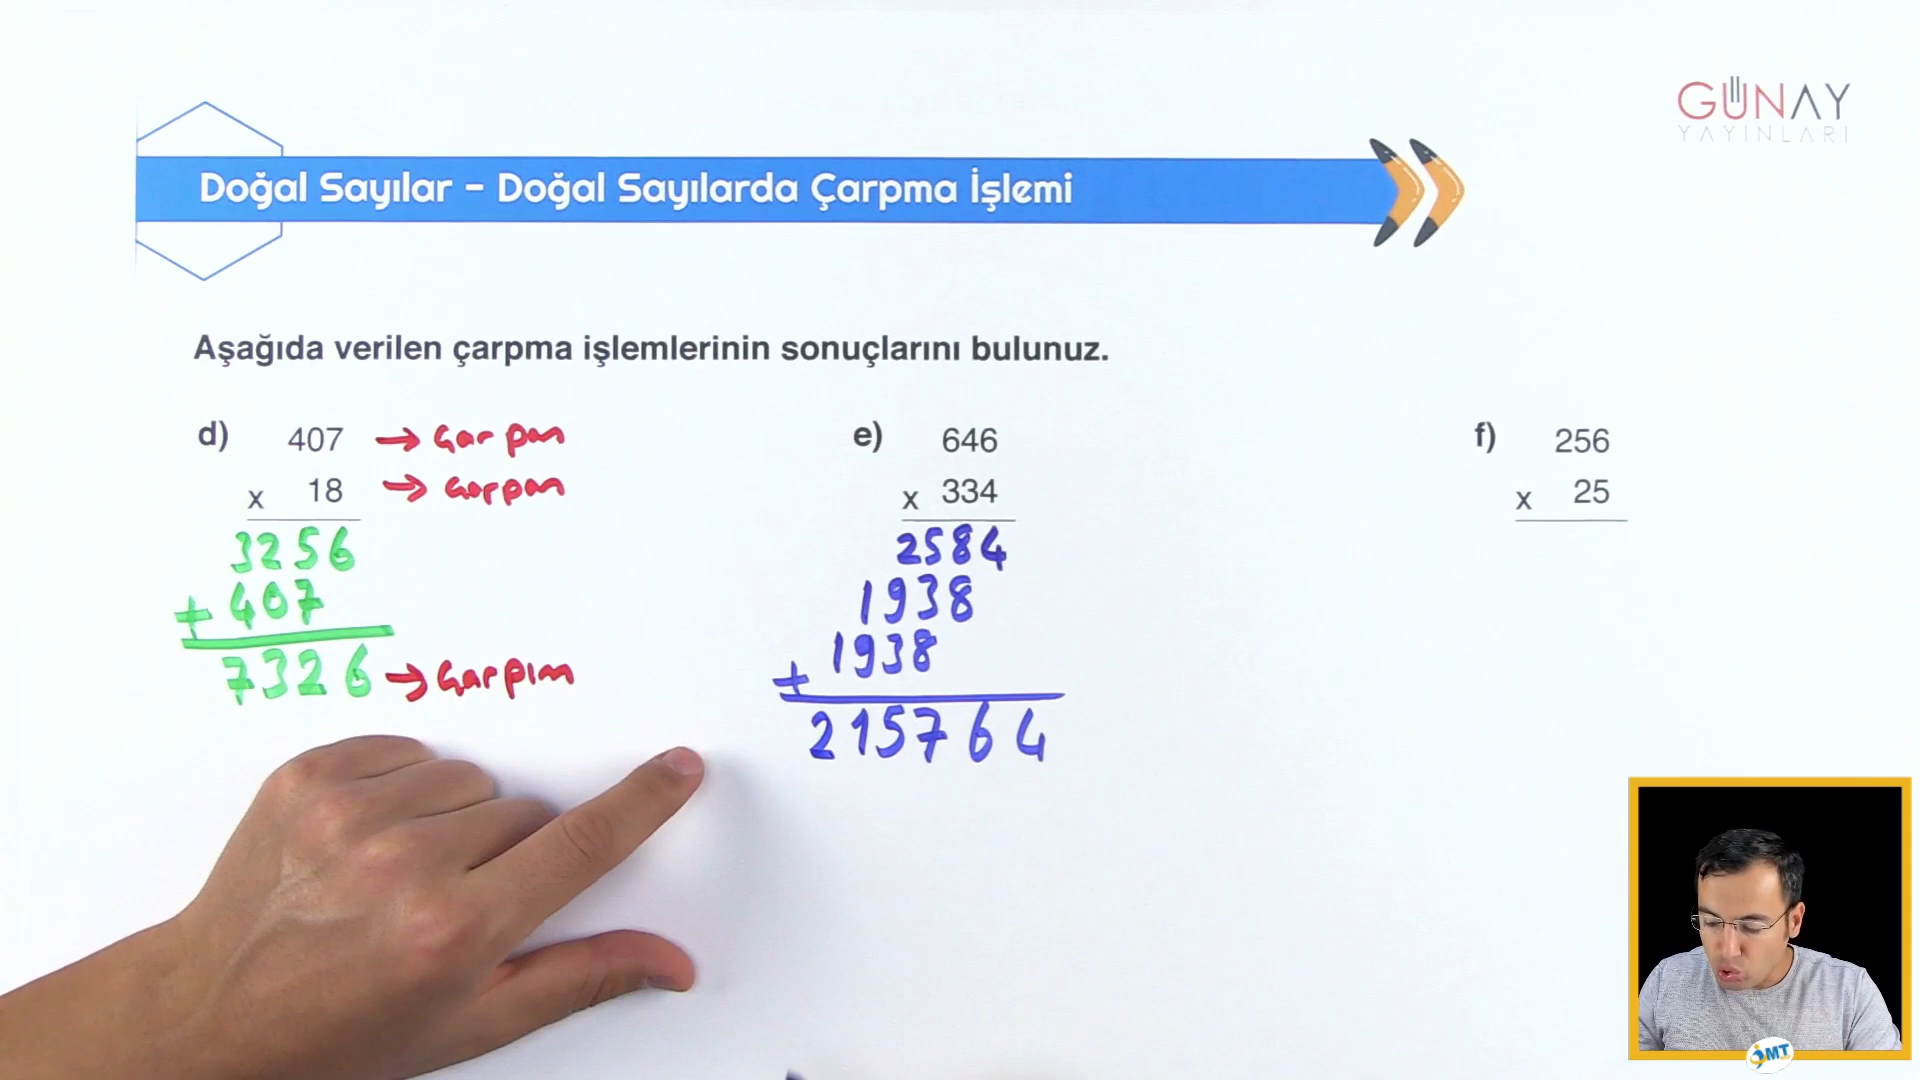 GÜNAY
YAYINLARI
Doğal Sayılar - Doğal Sayılarda Çarpma İşlemi
Aşağıda verilen çarpma işlemlerinin sonuçlarını bulunuz.
d) 407 → Çarpan
x 18 → Çarpan
3256
+ 407
7326 → Çarpım
e) 646
x 334
2584
1938
1938
+
215764
f) 256
x 25
MT